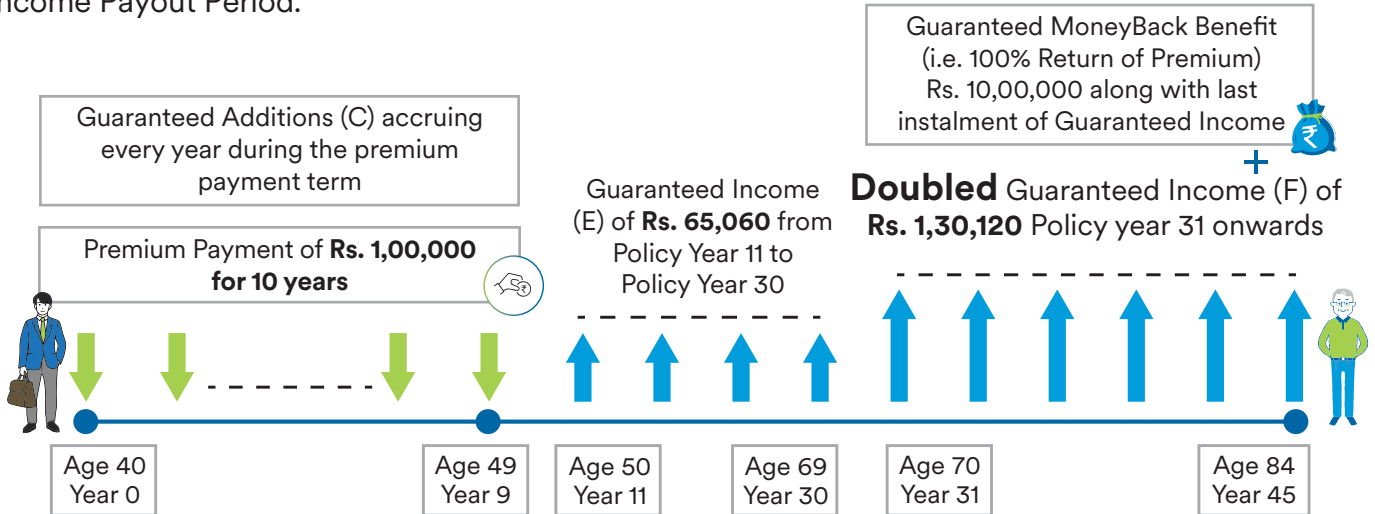 ncome Payout Period.
Guaranteed Additions (C) accruing
every year during the premium
payment term
Premium Payment of Rs. 1,00,000
for 10 years
Guaranteed Income
(E) of Rs. 65,060 from
Policy Year 11 to
Policy Year 30
Guaranteed MoneyBack Benefit
(i.e. 100% Return of Premium)
Rs. 10,00,000 along with last
instalment of Guaranteed Income
₹
+
Doubled Guaranteed Income (F) of
Rs. 1,30,120 Policy year 31 onwards
Age 40
Year 0
Age 49
Year 9
Age 50
Year 11
Age 69
Year 30
Age 70
Year 31
Age 84
Year 45